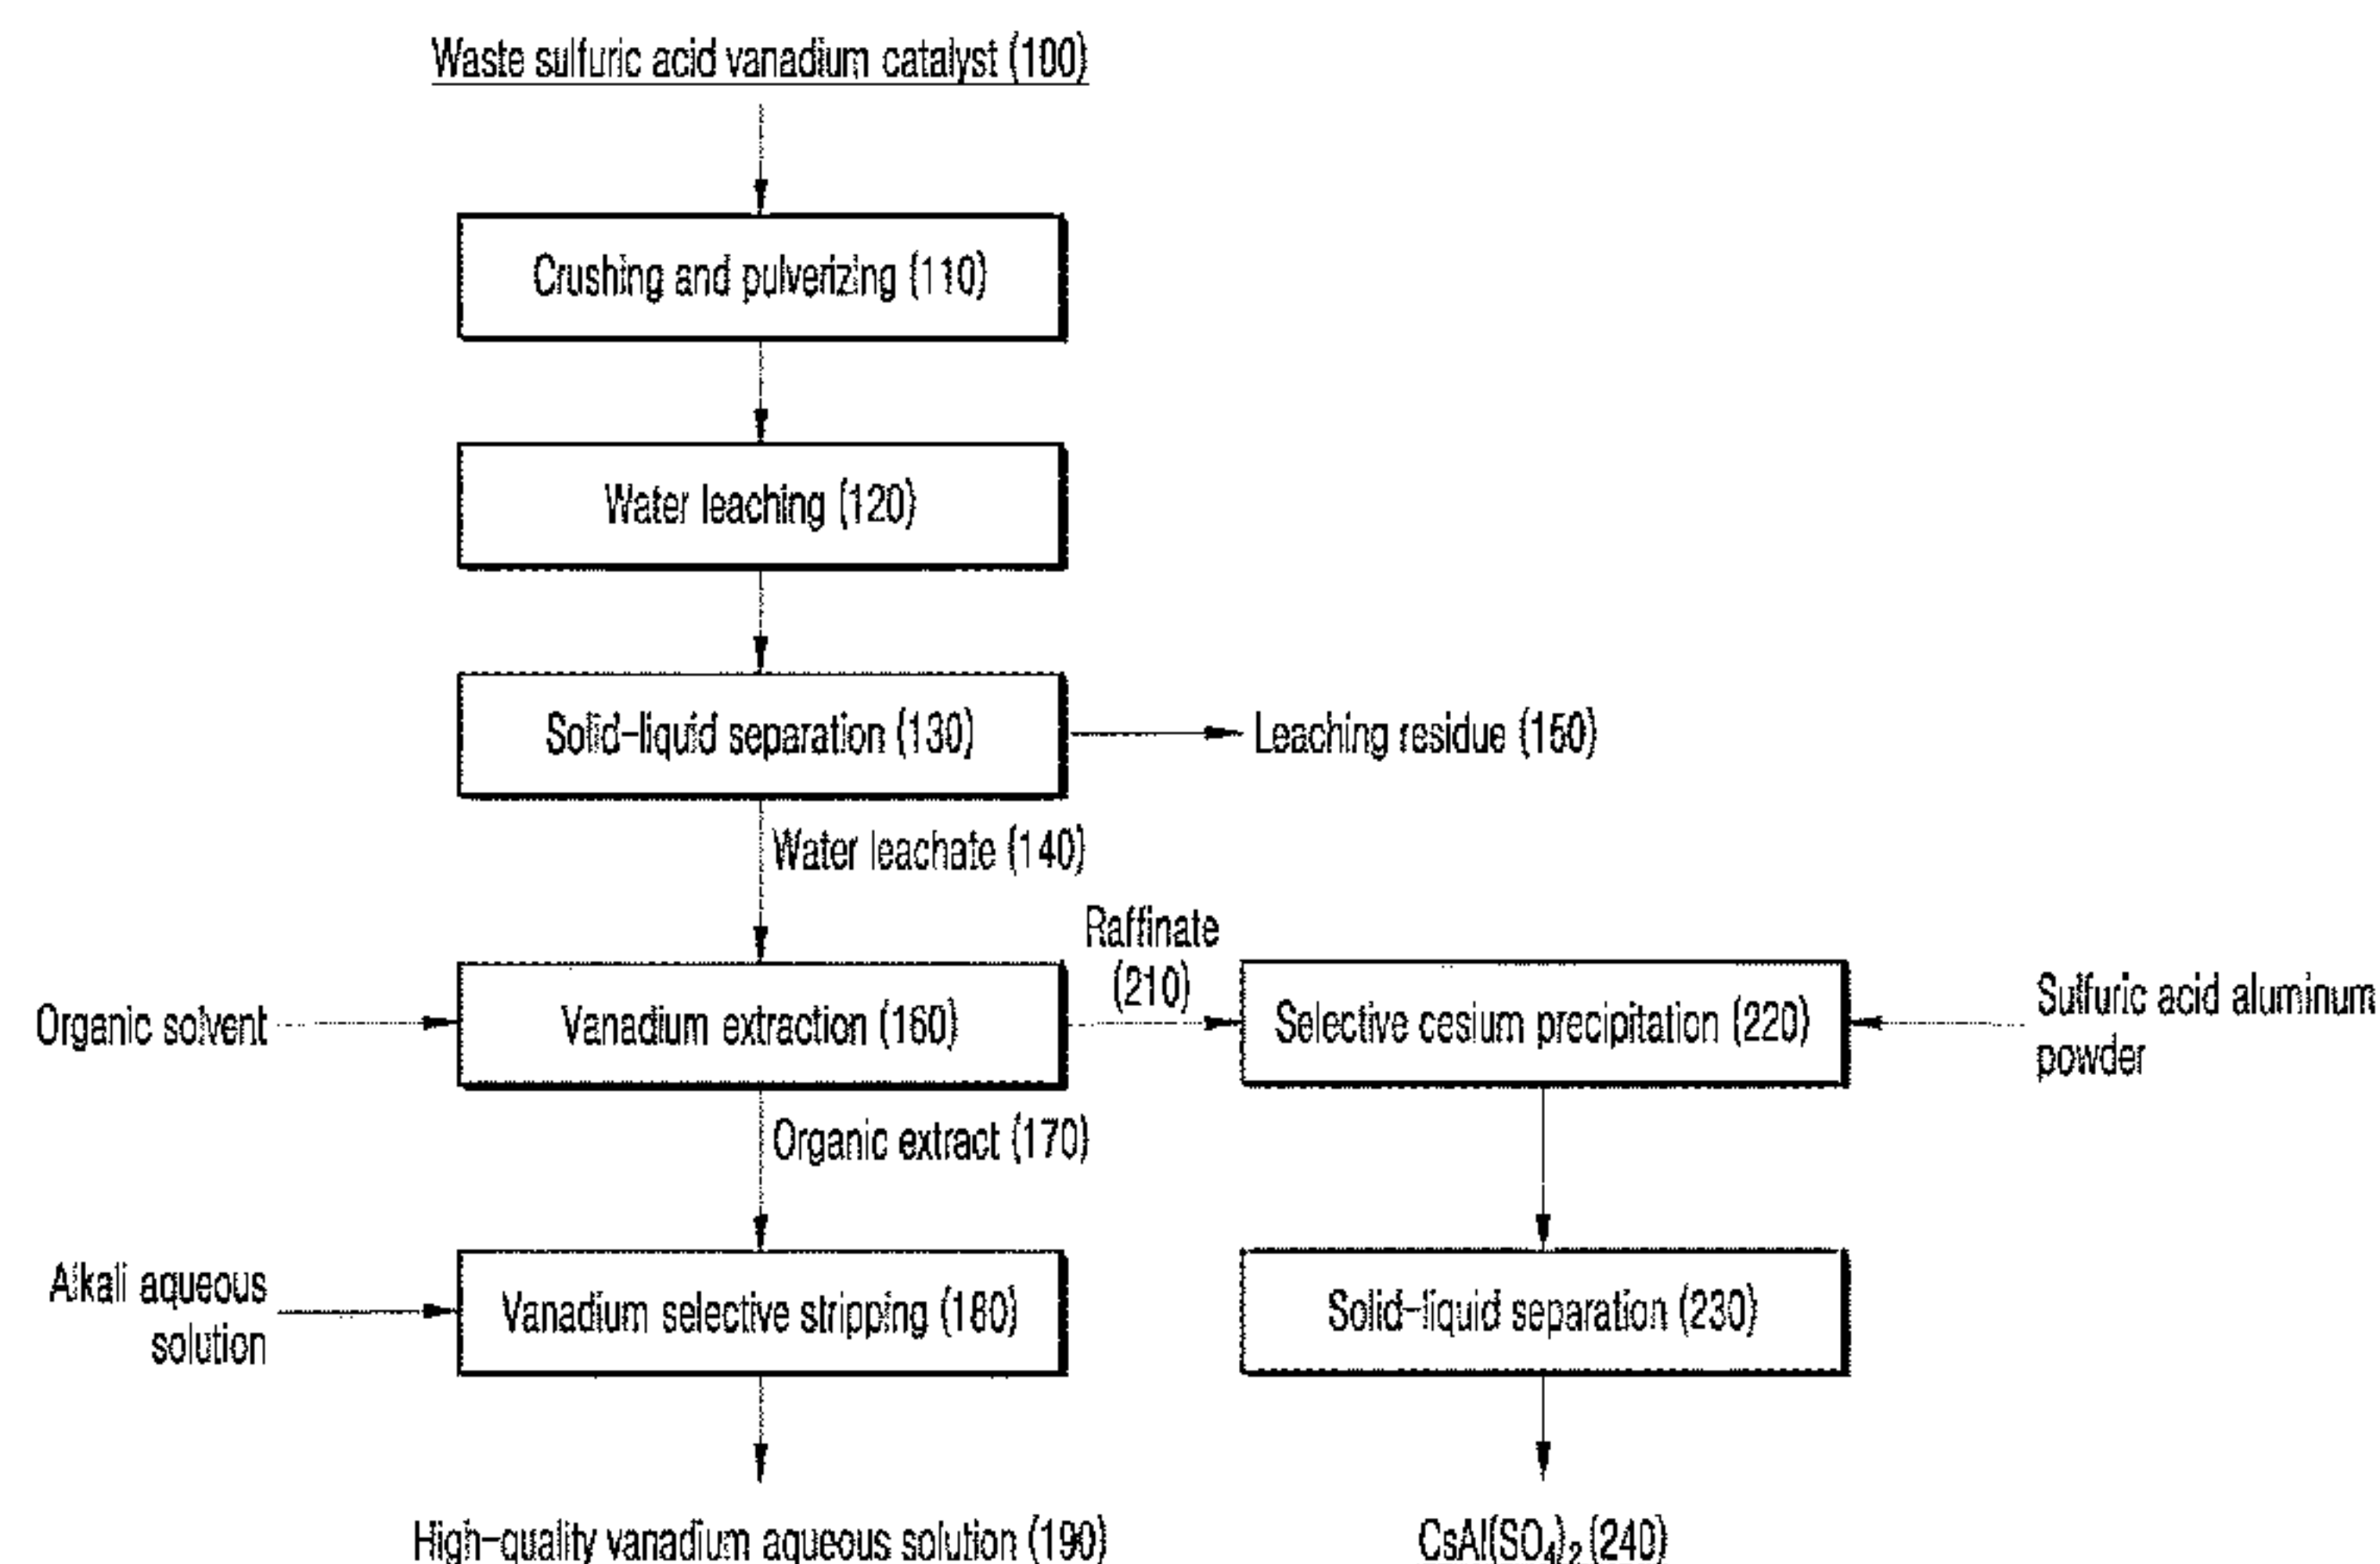 Waste sulfuric acid vanadium catalyst (100)
Crushing and pulverizing (110)
Water leaching (120)
Solid-liquid separation (130)
Leaching residue (150)
Water leachate (140)
Raffinate
(210)
Organic solvent
Vanadium extraction (160)
Selective cesium precipitation (220)
Sulfuric acid aluminum
powder
Organic extract (170)
Alkali aqueous
solution
Vanadium selective stripping (180)
Solid-liquid separation (230)
High-quality vanadium aqueous solution (190)
CsAl(SO₄)₂ (240)